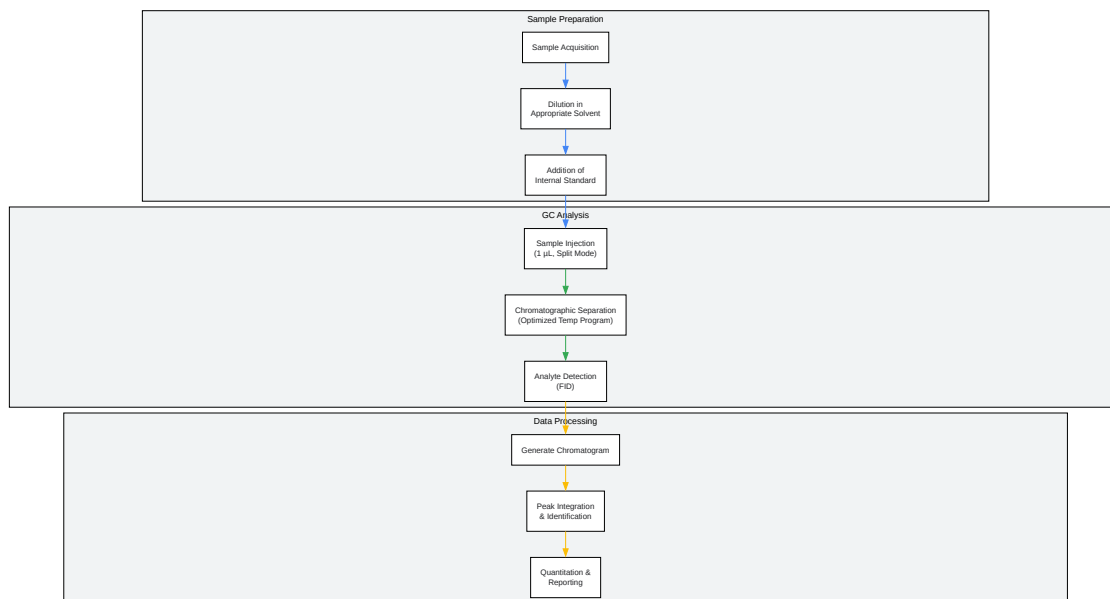 Sample Preparation
Sample Acquisition
Dilution in
Appropriate Solvent
Addition of
Internal Standard
GC Analysis
Sample Injection
(1 µL, Split Mode)
Chromatographic Separation
(Optimized Temp Program)
Analyte Detection
(FID)
Data Processing
Generate Chromatogram
Peak Integration
& Identification
Quantitation &
Reporting